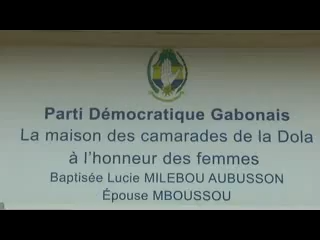 Parti Démocratique Gabonais
La maison des camarades de la Dola
à l'honneur des femmes
Baptisée Lucie MILEBOU AUBUSSON
Épouse MBOUSSOU